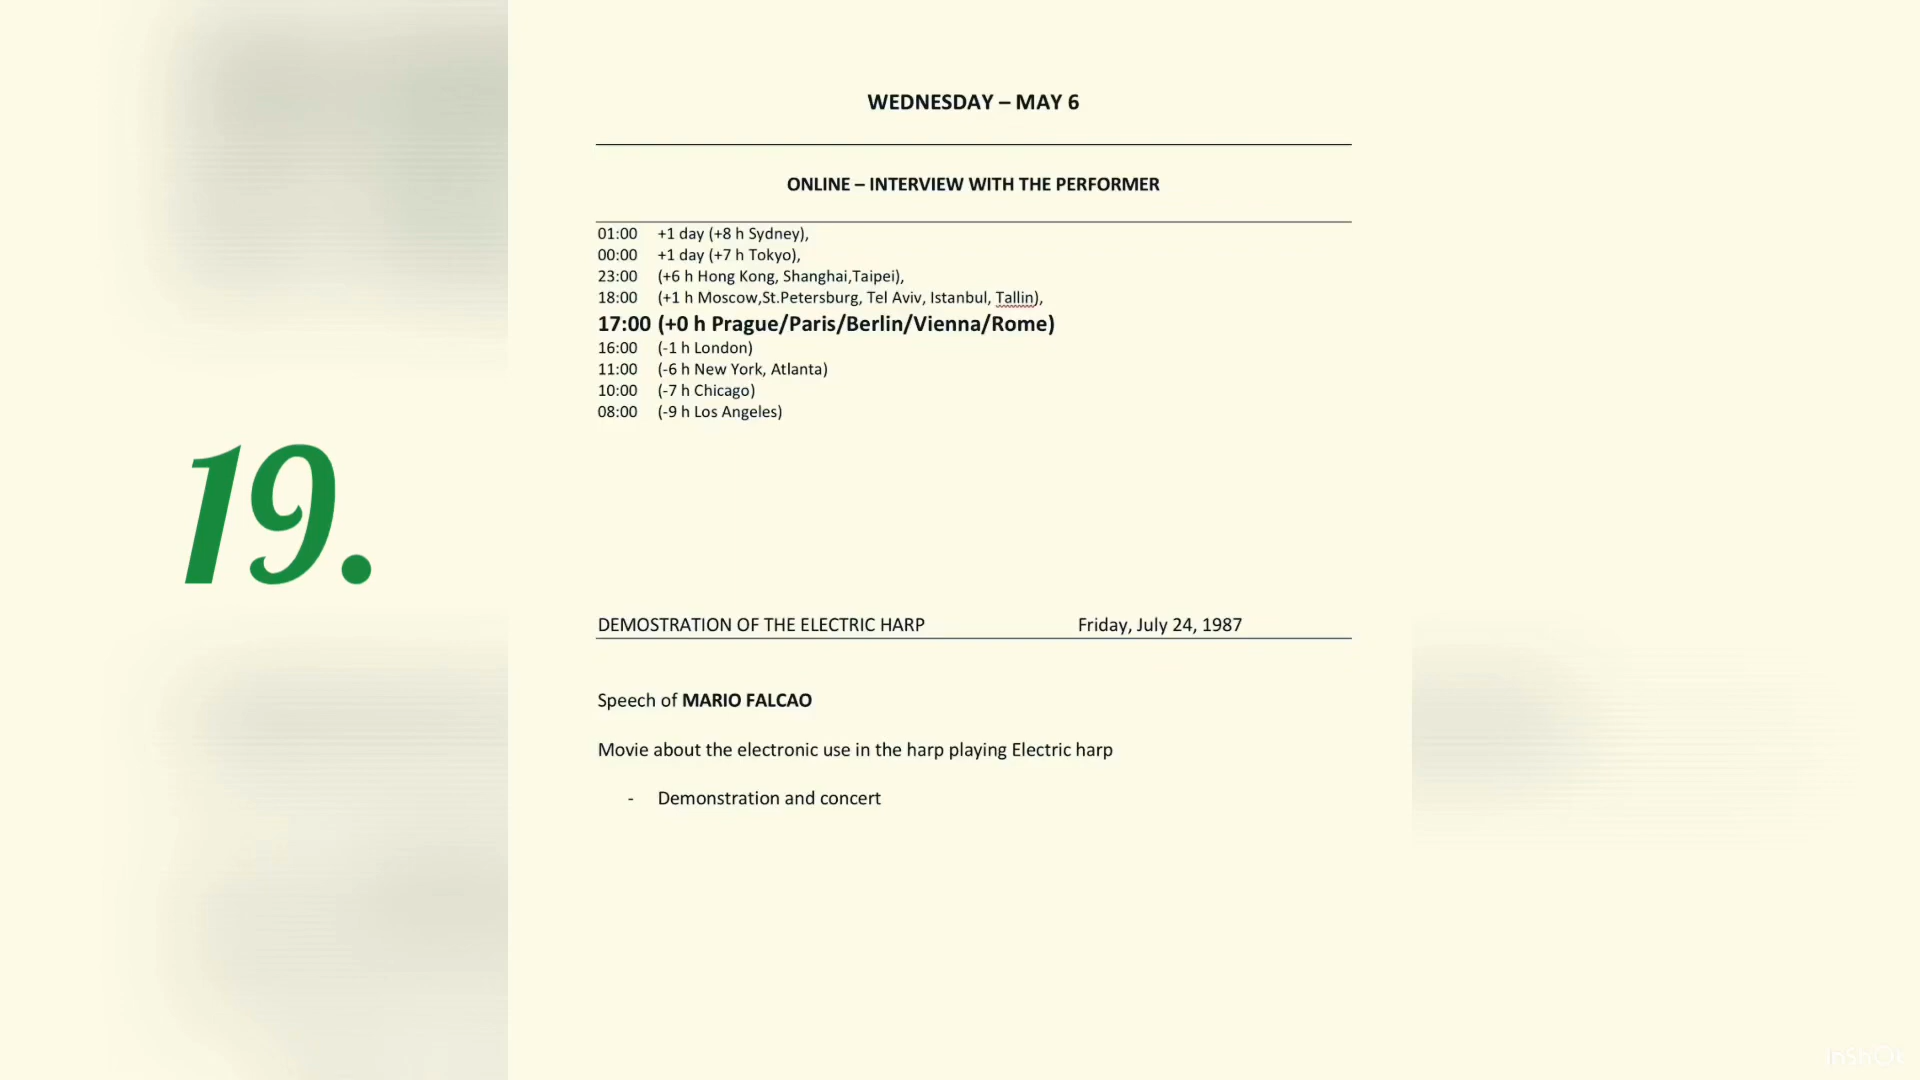 WEDNESDAY – MAY 6
ONLINE – INTERVIEW WITH THE PERFORMER
01:00 +1 day (+8 h Sydney),
00:00 +1 day (+7 h Tokyo),
23:00 (+6 h Hong Kong, Shanghai,Taipei),
18:00 (+1 h Moscow,St.Petersburg, Tel Aviv, Istanbul, Tallin),
17:00 (+0 h Prague/Paris/Berlin/Vienna/Rome)
16:00 (-1 h London)
11:00 (-6 h New York, Atlanta)
10:00 (-7 h Chicago)
08:00 (-9 h Los Angeles)
19.
DEMOSTRATION OF THE ELECTRIC HARP Friday, July 24, 1987
Speech of MARIO FALCAO
Movie about the electronic use in the harp playing Electric harp
- Demonstration and concert
InShOt